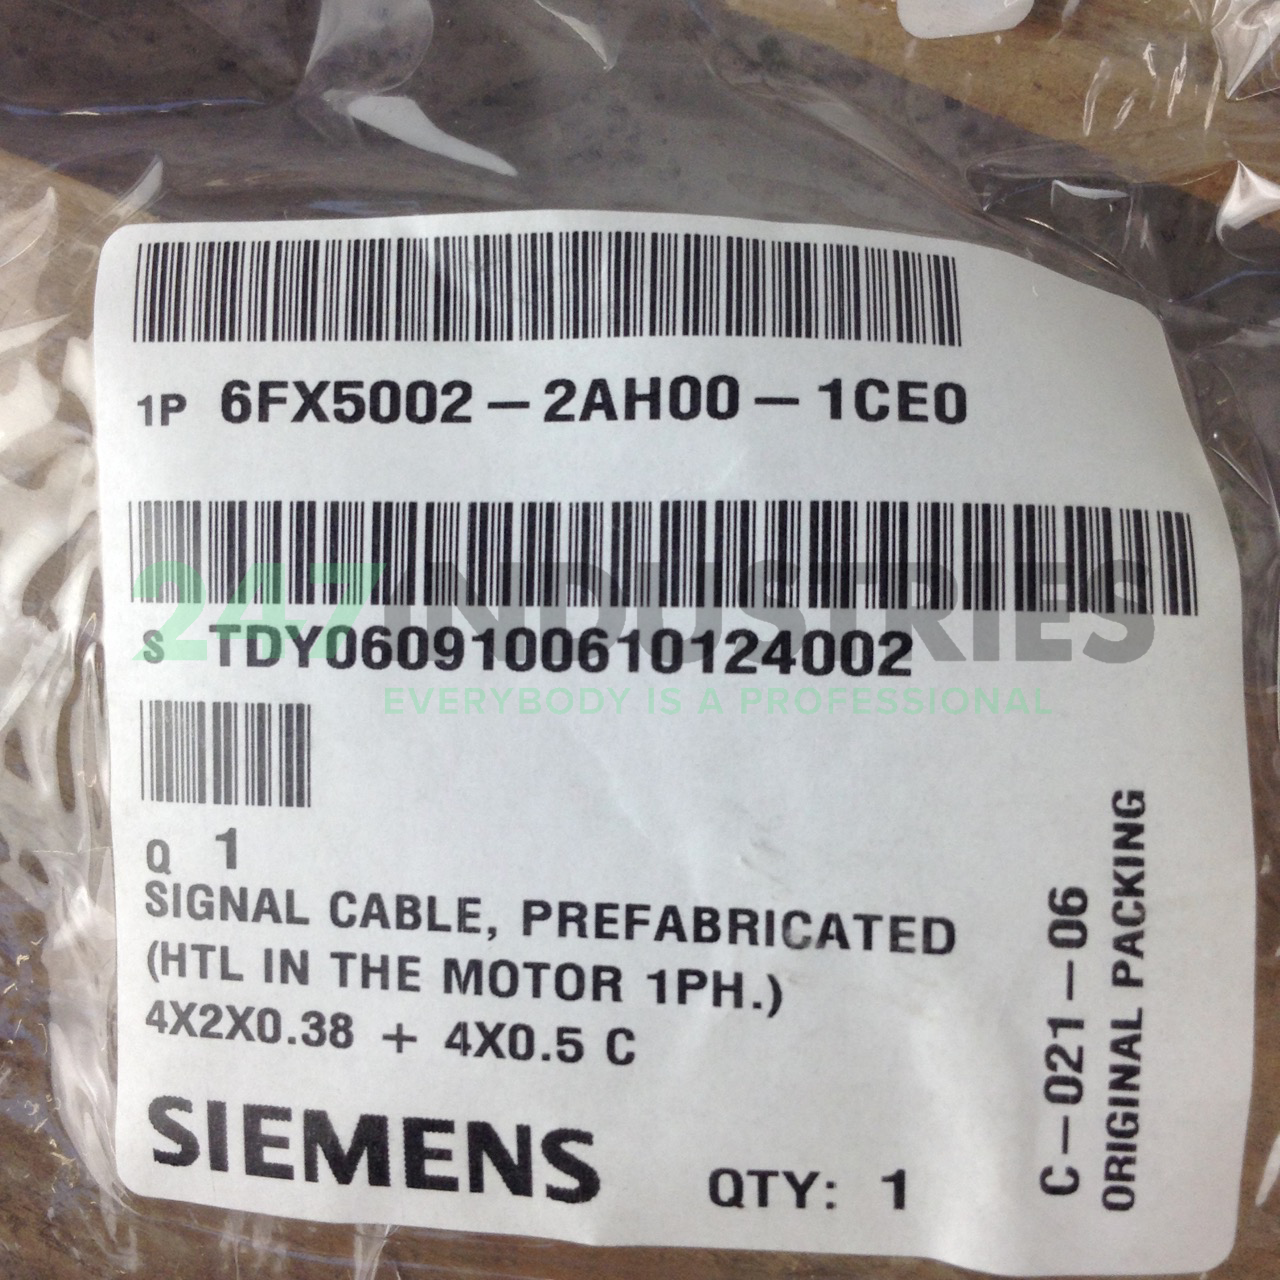 1P 6FX5002-2AH00-1CE0
S TDY0609100610124002
247INDUSTRIES
EVERYBODY IS A PROFESSIONAL
Q 1
SIGNAL CABLE, PREFABRICATED
(HTL IN THE MOTOR 1PH.)
4X2X0.38 + 4X0.5 C
SIEMENS QTY: 1
C-021-06
ORIGINAL PACKING